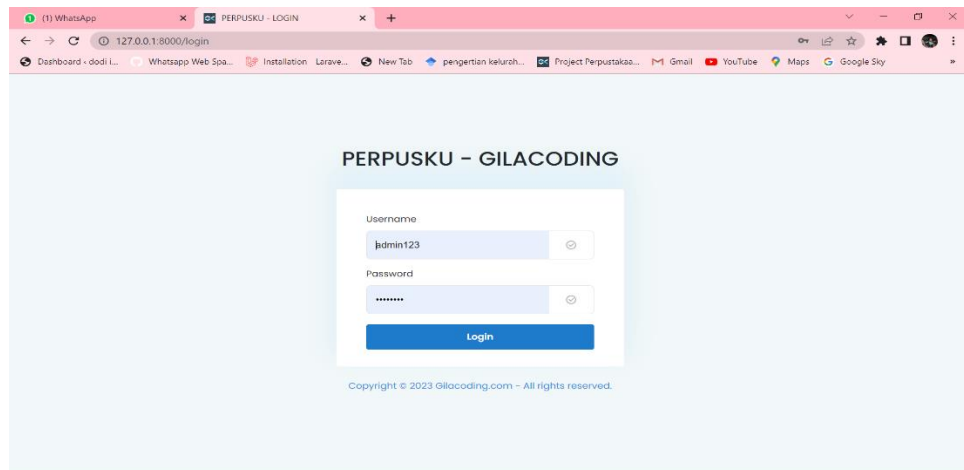 (1) WhatsApp
PERPUSKU - LOGIN
127.0.0.1:8000/login
Dashboard ‹ dodi i... Whatsapp Web Spa... Installation Larave... New Tab pengertian kelurah... Project Perpustakaa... Gmail YouTube Maps Google Sky »
PERPUSKU - GILACODING
Username
admin123
Password
••••••••
Login
Copyright © 2023 Gilacoding.com - All rights reserved.